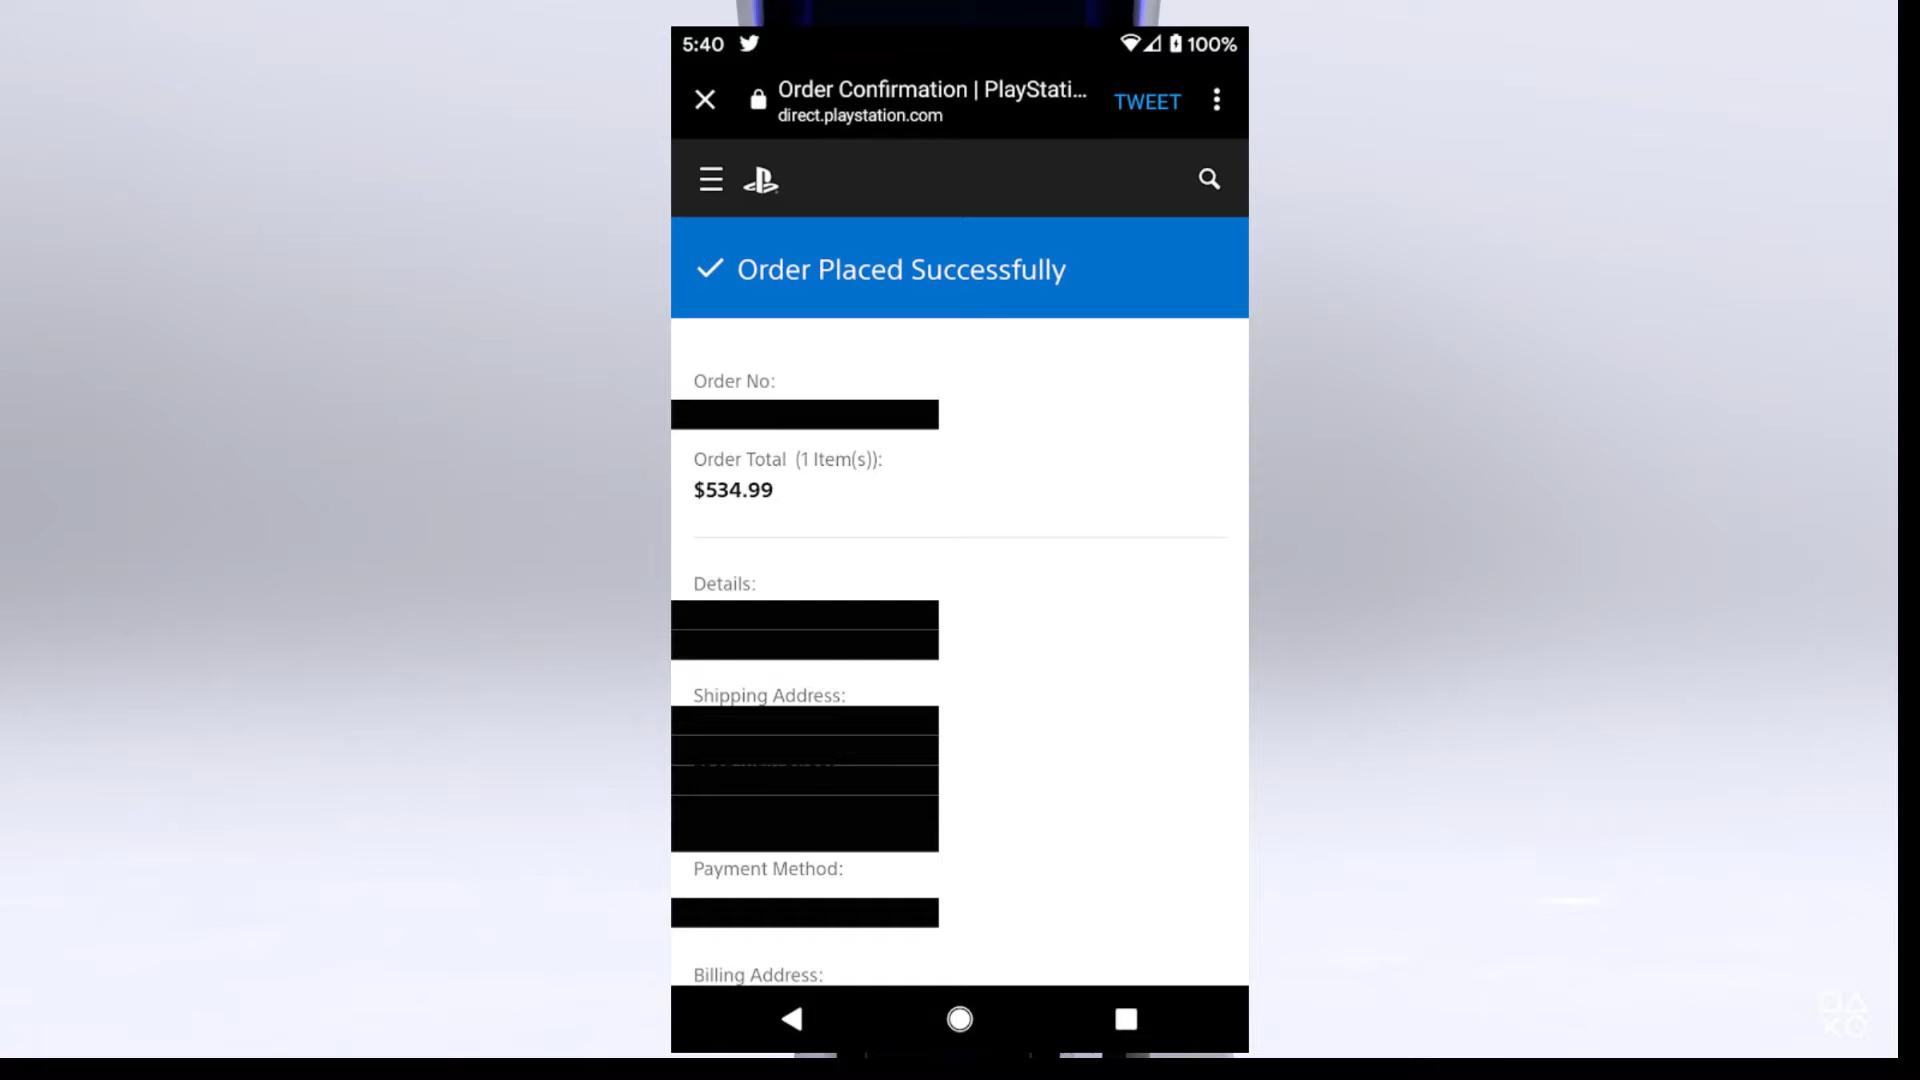 5:40 100%
Order Confirmation | PlayStati...
direct.playstation.com
TWEET
Order Placed Successfully
Order No:
Order Total (1 Item(s)):
$534.99
Details:
Shipping Address:
Payment Method:
Billing Address: